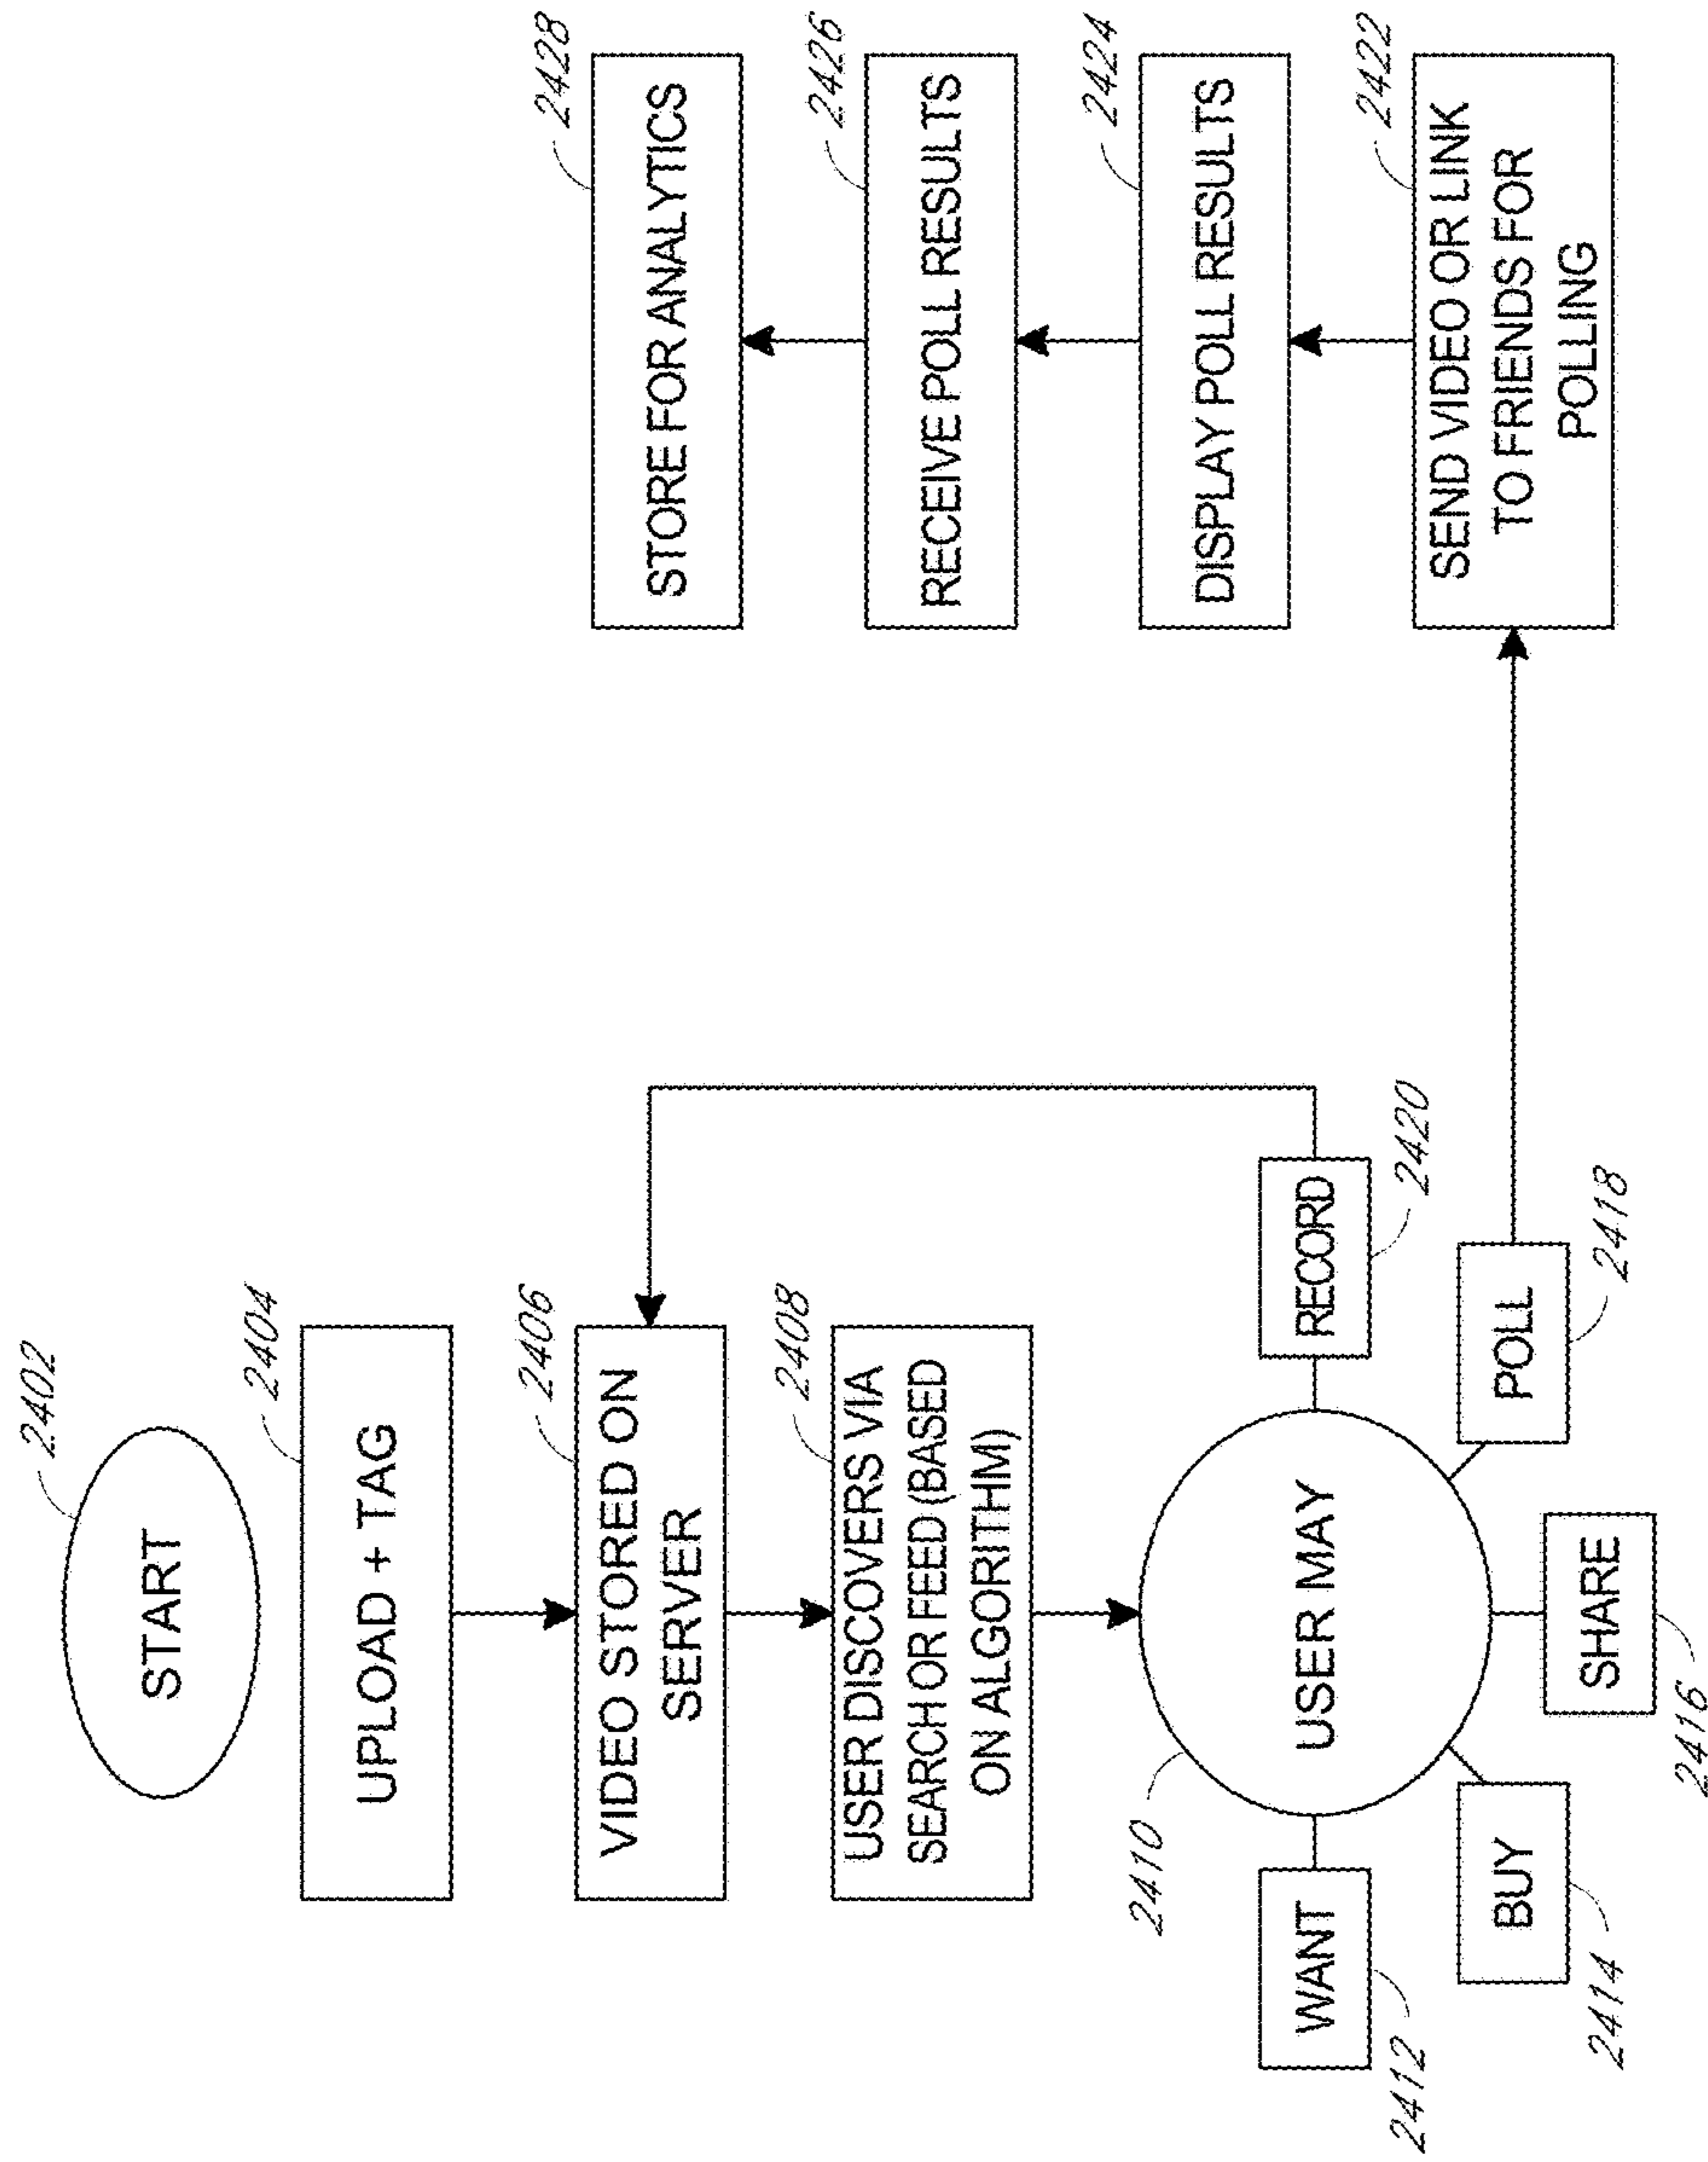 2402
START
2404
UPLOAD + TAG
2406
VIDEO STORED ON
SERVER
2408
USER DISCOVERS VIA
SEARCH OR FEED (BASED
ON ALGORITHM)
2410
USER MAY
WANT
2412
BUY
2414
SHARE
2416
POLL
2418
RECORD
2420
2422
SEND VIDEO OR LINK
TO FRIENDS FOR
POLLING
2424
DISPLAY POLL RESULTS
2426
RECEIVE POLL RESULTS
2428
STORE FOR ANALYTICS